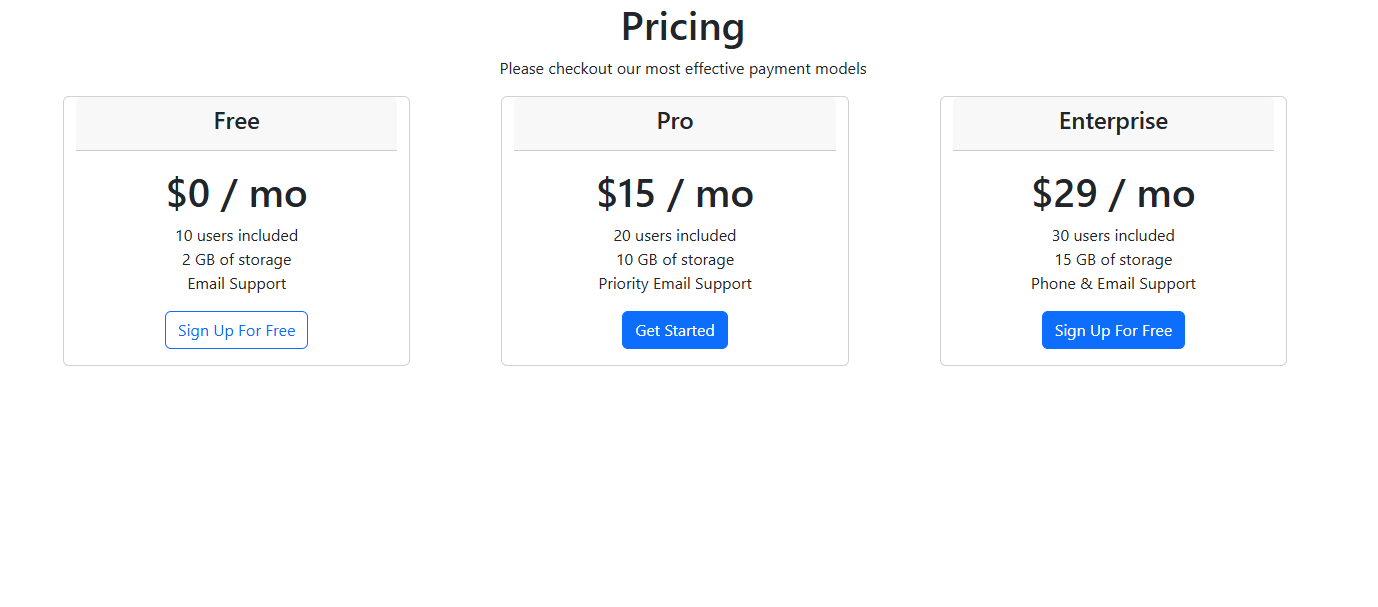 Pricing
Please checkout our most effective payment models
Free
$0 / mo
10 users included
2 GB of storage
Email Support
Sign Up For Free
Pro
$15 / mo
20 users included
10 GB of storage
Priority Email Support
Get Started
Enterprise
$29 / mo
30 users included
15 GB of storage
Phone & Email Support
Sign Up For Free